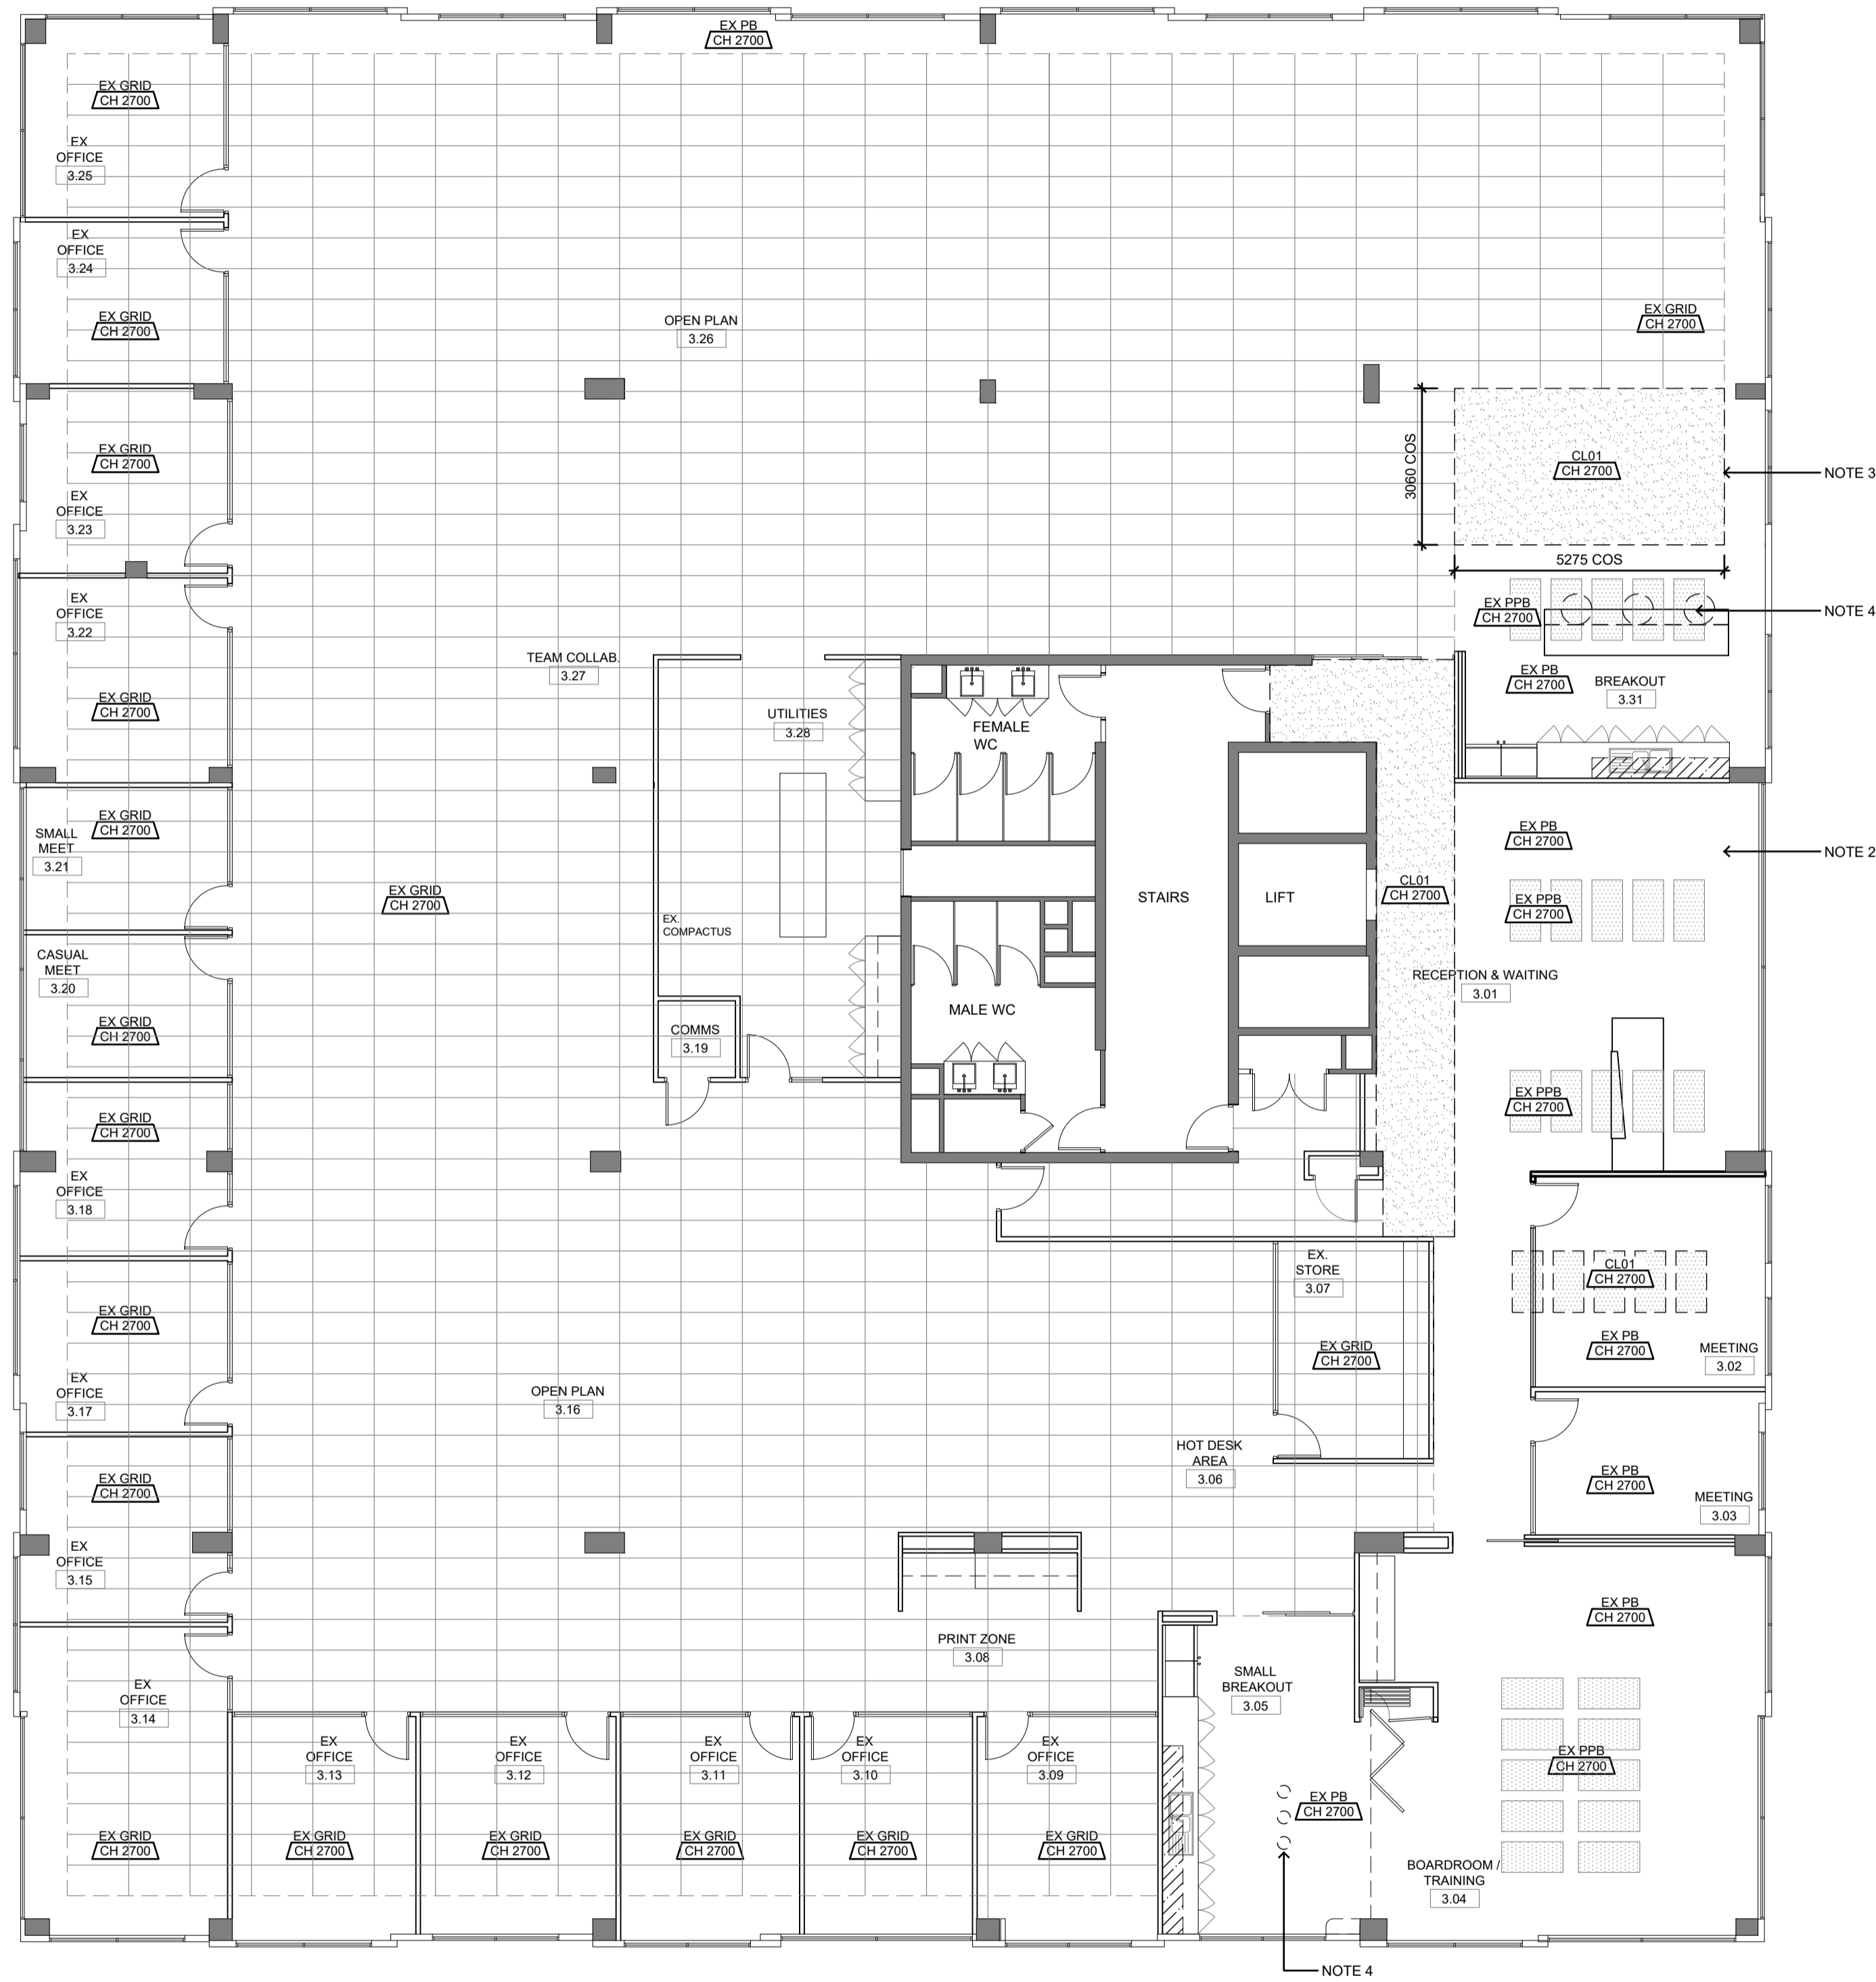 EX PB
CH 2700
EX GRID
CH 2700
EX
OFFICE
3.25
EX
OFFICE
3.24
EX GRID
CH 2700
OPEN PLAN
3.26
EX GRID
CH 2700
EX GRID
CH 2700
EX
OFFICE
3.23
3060 COS
CL01
CH 2700
NOTE 3
5275 COS
EX
OFFICE
3.22
EX PPB
CH 2700
NOTE 4
TEAM COLLAB.
3.27
EX GRID
CH 2700
UTILITIES
3.28
FEMALE
WC
EX PB
CH 2700
BREAKOUT
3.31
EX GRID
CH 2700
SMALL
MEET
3.21
EX PB
CH 2700
NOTE 2
EX GRID
CH 2700
EX.
COMPACTUS
STAIRS
LIFT
CL01
CH 2700
EX PPB
CH 2700
CASUAL
MEET
3.20
RECEPTION & WAITING
3.01
EX GRID
CH 2700
COMMS
3.19
MALE WC
EX GRID
CH 2700
EX PPB
CH 2700
EX
OFFICE
3.18
EX.
STORE
3.07
CL01
CH 2700
EX GRID
CH 2700
EX GRID
CH 2700
EX PB
CH 2700
MEETING
3.02
EX
OFFICE
3.17
OPEN PLAN
3.16
HOT DESK
AREA
3.06
EX GRID
CH 2700
EX PB
CH 2700
MEETING
3.03
EX
OFFICE
3.15
EX PB
CH 2700
PRINT ZONE
3.08
SMALL
BREAKOUT
3.05
EX
OFFICE
3.14
EX
OFFICE
3.13
EX
OFFICE
3.12
EX
OFFICE
3.11
EX
OFFICE
3.10
EX
OFFICE
3.09
EX PPB
CH 2700
EX PB
CH 2700
EX GRID
CH 2700
EX GRID
CH 2700
EX GRID
CH 2700
EX GRID
CH 2700
EX GRID
CH 2700
EX GRID
CH 2700
BOARDROOM /
TRAINING
3.04
NOTE 4